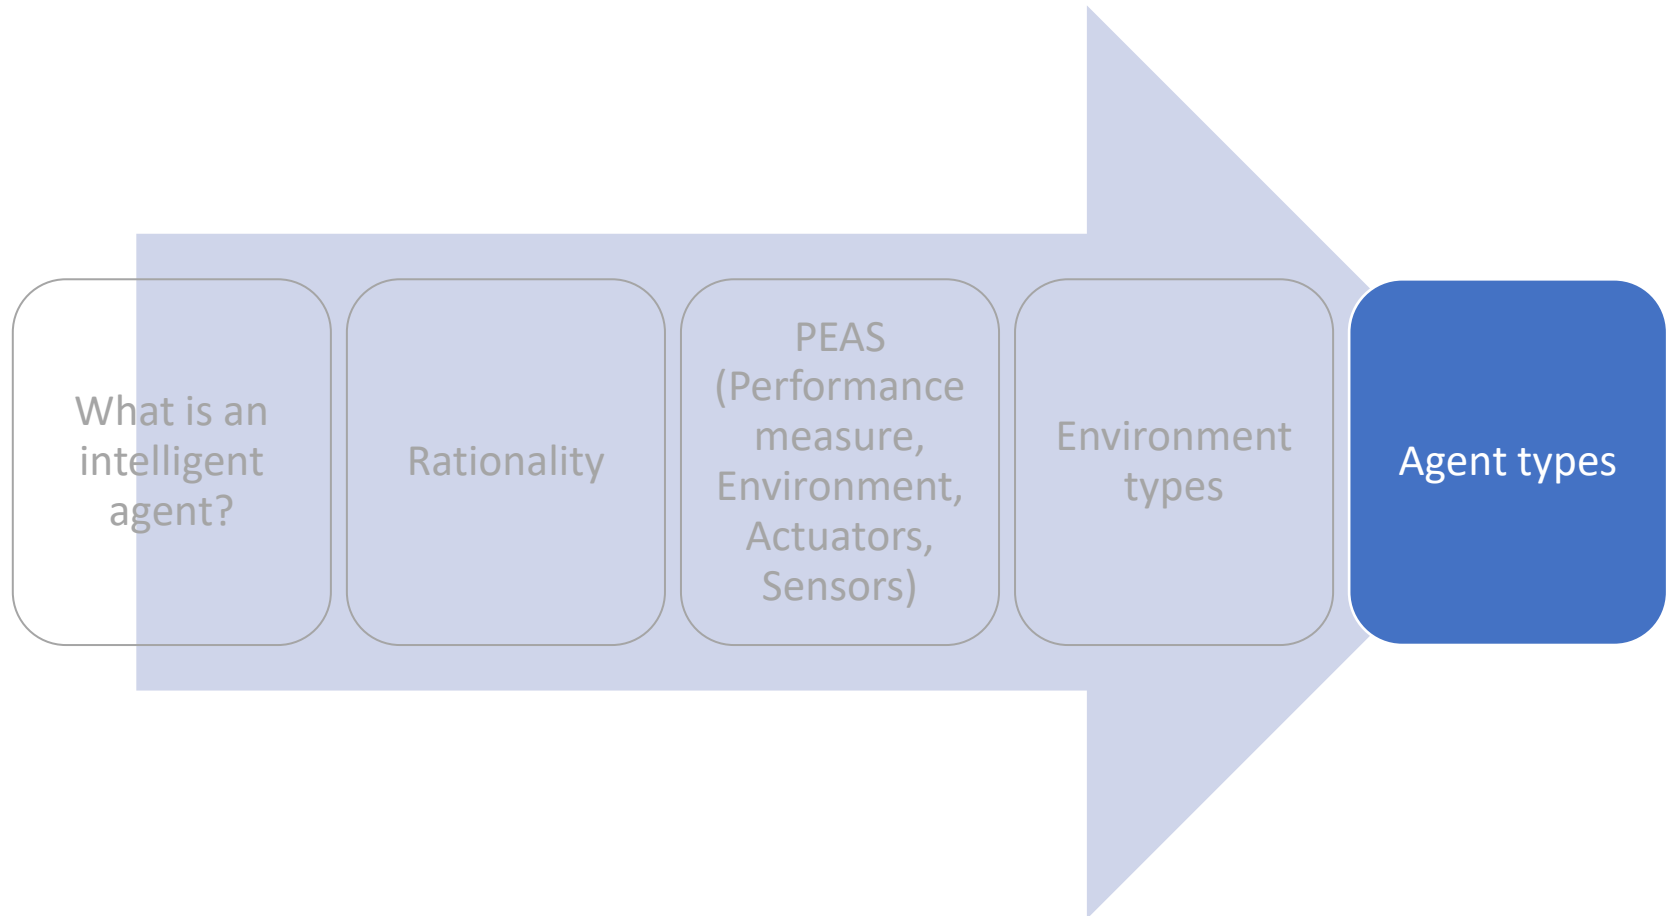 What is an
intelligent
agent?
Rationality
PEAS
(Performance
measure,
Environment,
Actuators,
Sensors)
Environment
types
Agent types